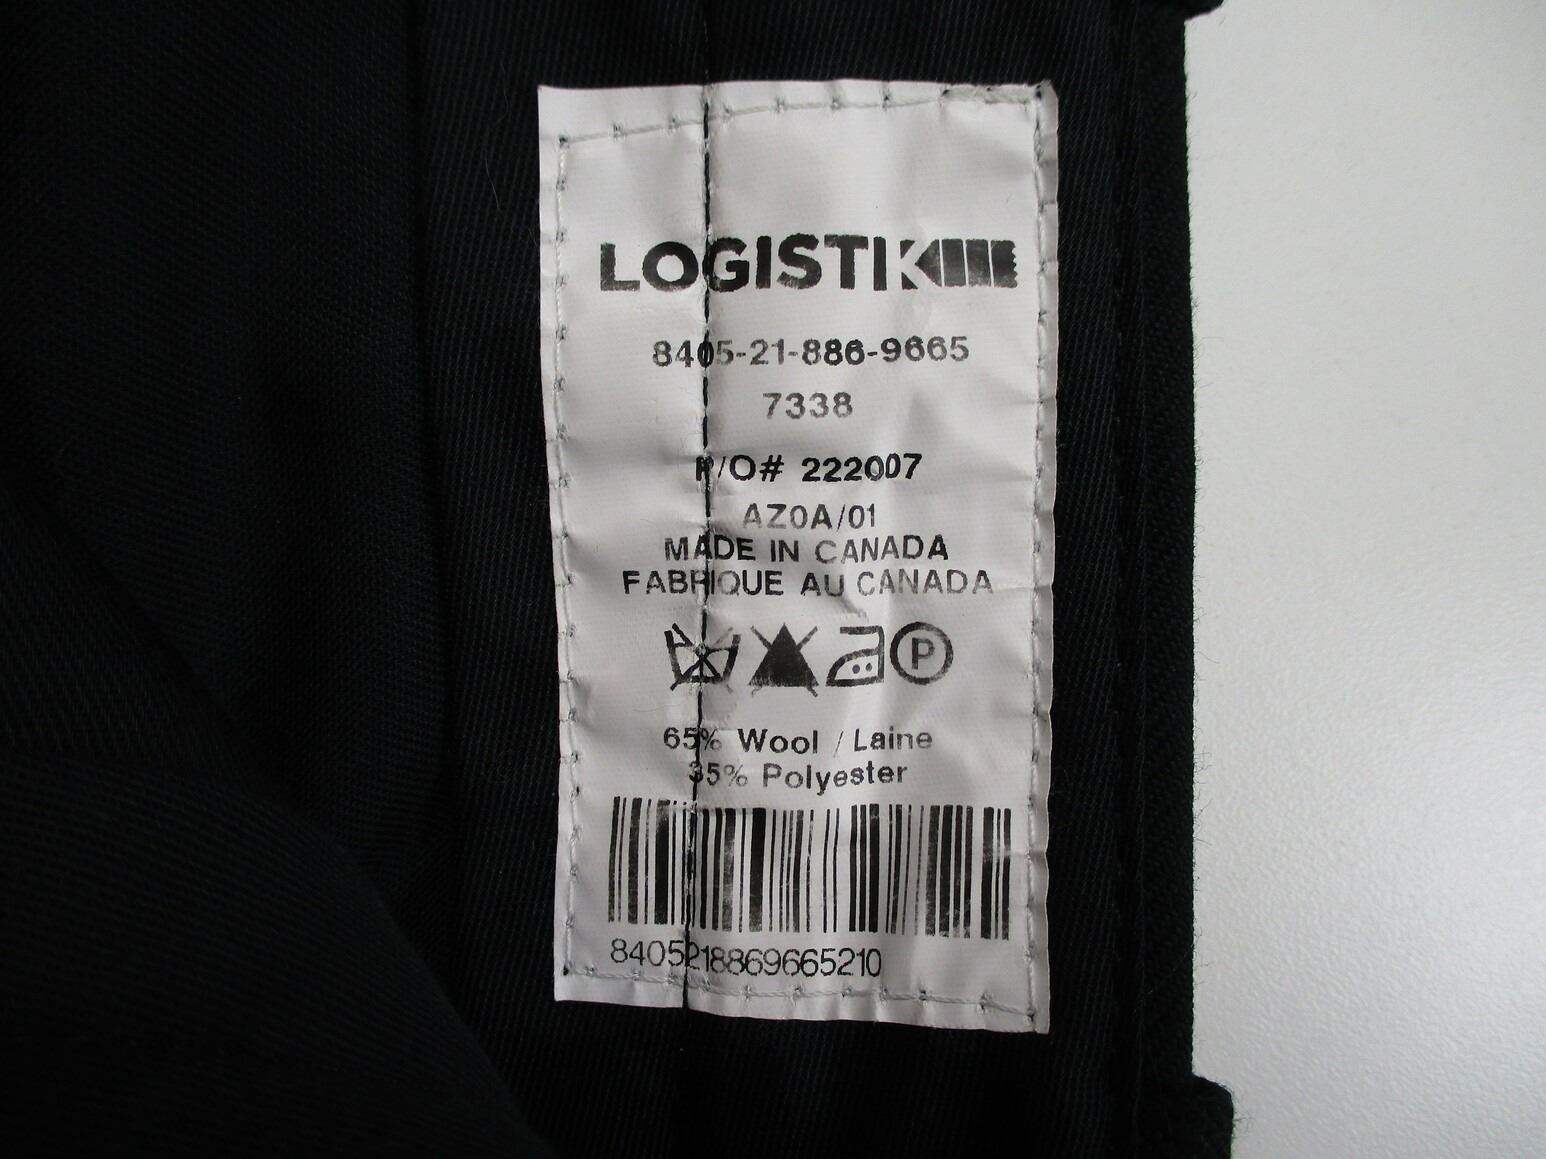 LOGISTIK
8405-21-886-9665
7338
P/O# 222007
AZ0A/01
MADE IN CANADA
FABRIQUE AU CANADA
P
65% Wool / Laine
35% Polyester
8405218869665210